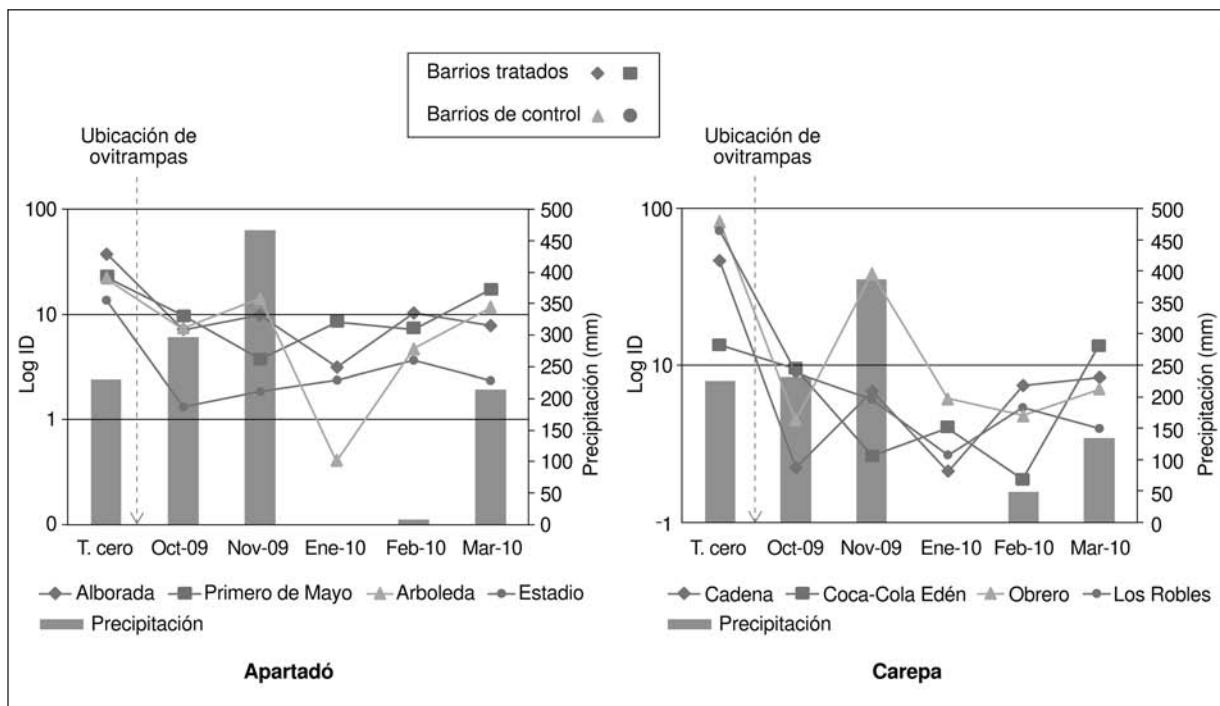 Barrios tratados
Barrios de control
Ubicación de
ovitrampas
100
10
1
0
Log ID
500
450
400
350
300
250
200
150
100
50
0
Precipitación (mm)
T. cero Oct-09 Nov-09 Ene-10 Feb-10 Mar-10
Alborada Primero de Mayo Arboleda Estadio
Precipitación
Apartadó
Ubicación de
ovitrampas
100
10
-1
Log ID
500
450
400
350
300
250
200
150
100
50
0
Precipitación (mm)
T. cero Oct-09 Nov-09 Ene-10 Feb-10 Mar-10
Cadena Coca-Cola Edén Obrero Los Robles
Precipitación
Carepa